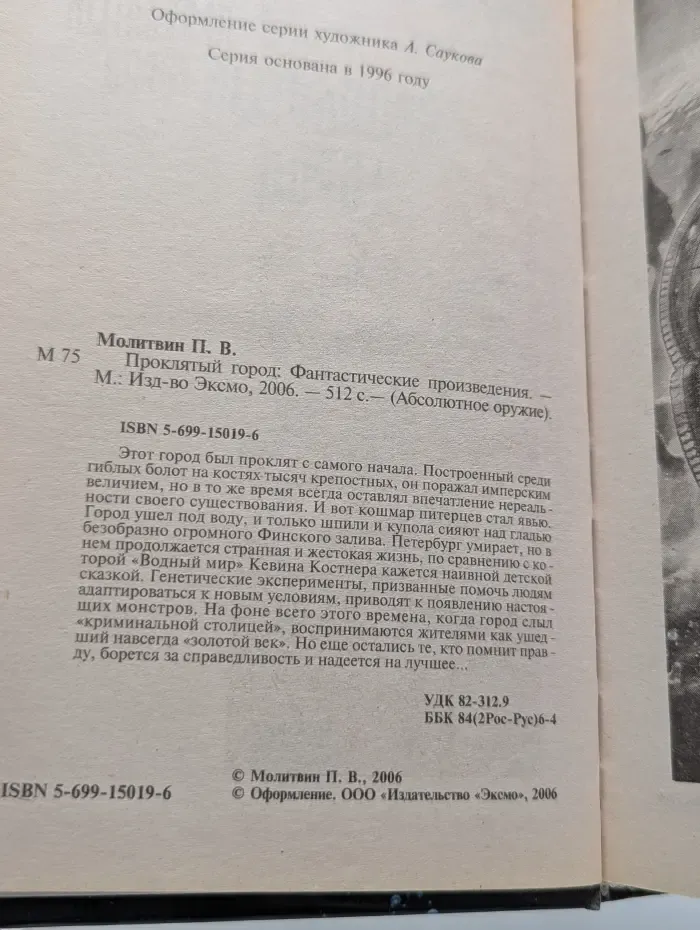 Оформление серии художника А. Саукова
Серия основана в 1996 году
Молитвин П. В.
М 75 Проклятый город: Фантастические произведения. —
М.: Изд-во Эксмо, 2006. — 512 с.— (Абсолютное оружие).
ISBN 5-699-15019-6
Этот город был проклят с самого начала. Построенный среди
гиблых болот на костях тысяч крепостных, он поражал имперским
величием, но в то же время всегда оставлял впечатление нереаль-
ности своего существования. И вот кошмар питерцев стал явью.
Город ушел под воду, и только шпили и купола сияют над гладью
безобразно огромного Финского залива. Петербург умирает, но в
нем продолжается странная и жестокая жизнь, по сравнению с ко-
торой «Водный мир» Кевина Костнера кажется наивной детской
сказкой. Генетические эксперименты, призванные помочь людям
адаптироваться к новым условиям, приводят к появлению настоя-
щих монстров. На фоне всего этого времена, когда город слыл
«криминальной столицей», воспринимаются жителями как ушед-
ший навсегда «золотой век». Но еще остались те, кто помнит прав-
ду, борется за справедливость и надеется на лучшее...
УДК 82-312.9
ББК 84(2Рос-Рус)6-4
© Молитвин П. В., 2006
ISBN 5-699-15019-6 © Оформление. ООО «Издательство «Эксмо», 2006